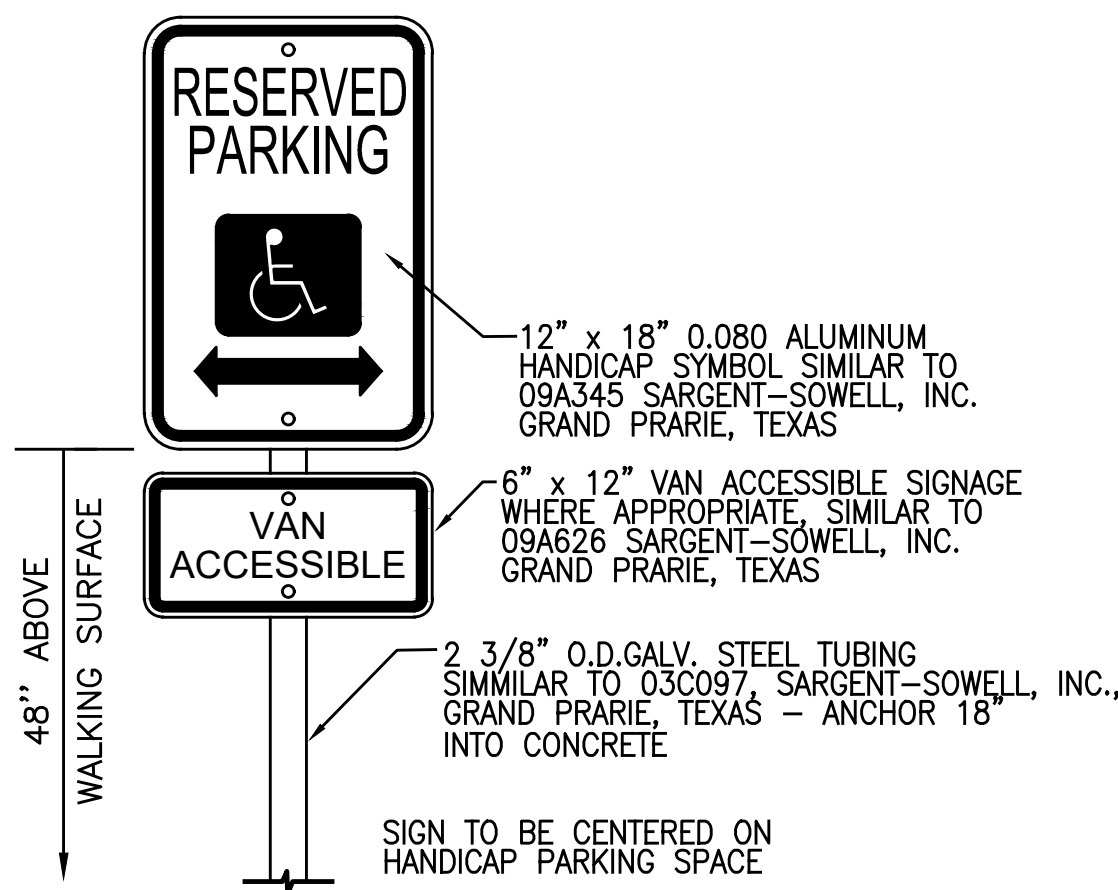 RESERVED
PARKING
12” x 18” 0.080 ALUMINUM
HANDICAP SYMBOL SIMILAR TO
09A345 SARGENT–SOWELL, INC.
GRAND PRARIE, TEXAS
VAN
ACCESSIBLE
6” x 12” VAN ACCESSIBLE SIGNAGE
WHERE APPROPRIATE, SIMILAR TO
09A626 SARGENT–SOWELL, INC.
GRAND PRARIE, TEXAS
48” ABOVE
WALKING SURFACE
2 3/8” O.D.GALV. STEEL TUBING
SIMMILAR TO 03C097, SARGENT–SOWELL, INC.,
GRAND PRARIE, TEXAS – ANCHOR 18”
INTO CONCRETE
SIGN TO BE CENTERED ON
HANDICAP PARKING SPACE